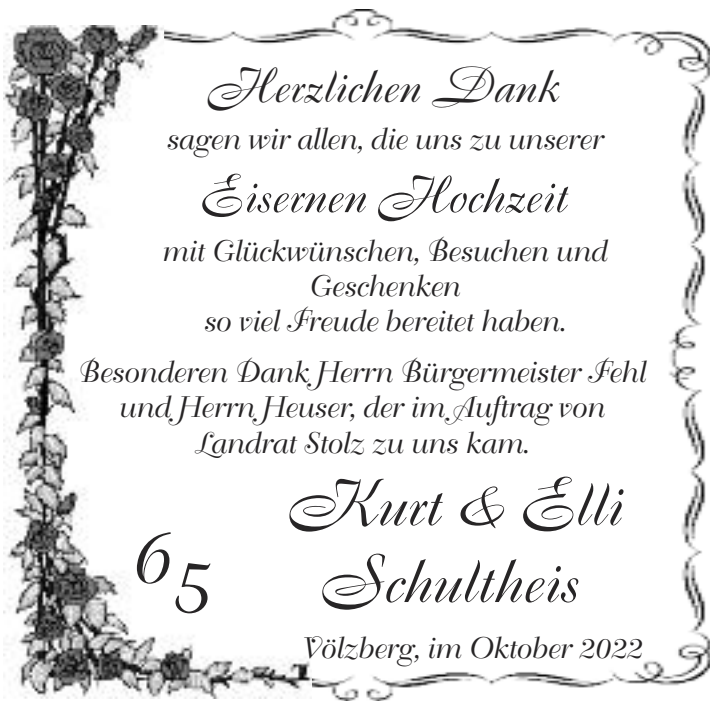 Herzlichen Dank
sagen wir allen, die uns zu unserer
Eisernen Hochzeit
mit Glückwünschen, Besuchen und
Geschenken
so viel Freude bereitet haben.
Besonderen Dank Herrn Bürgermeister Fehl
und Herrn Heuser, der im Auftrag von
Landrat Stolz zu uns kam.
Kurt & Elli
Schultheis
65
Völzberg, im Oktober 2022